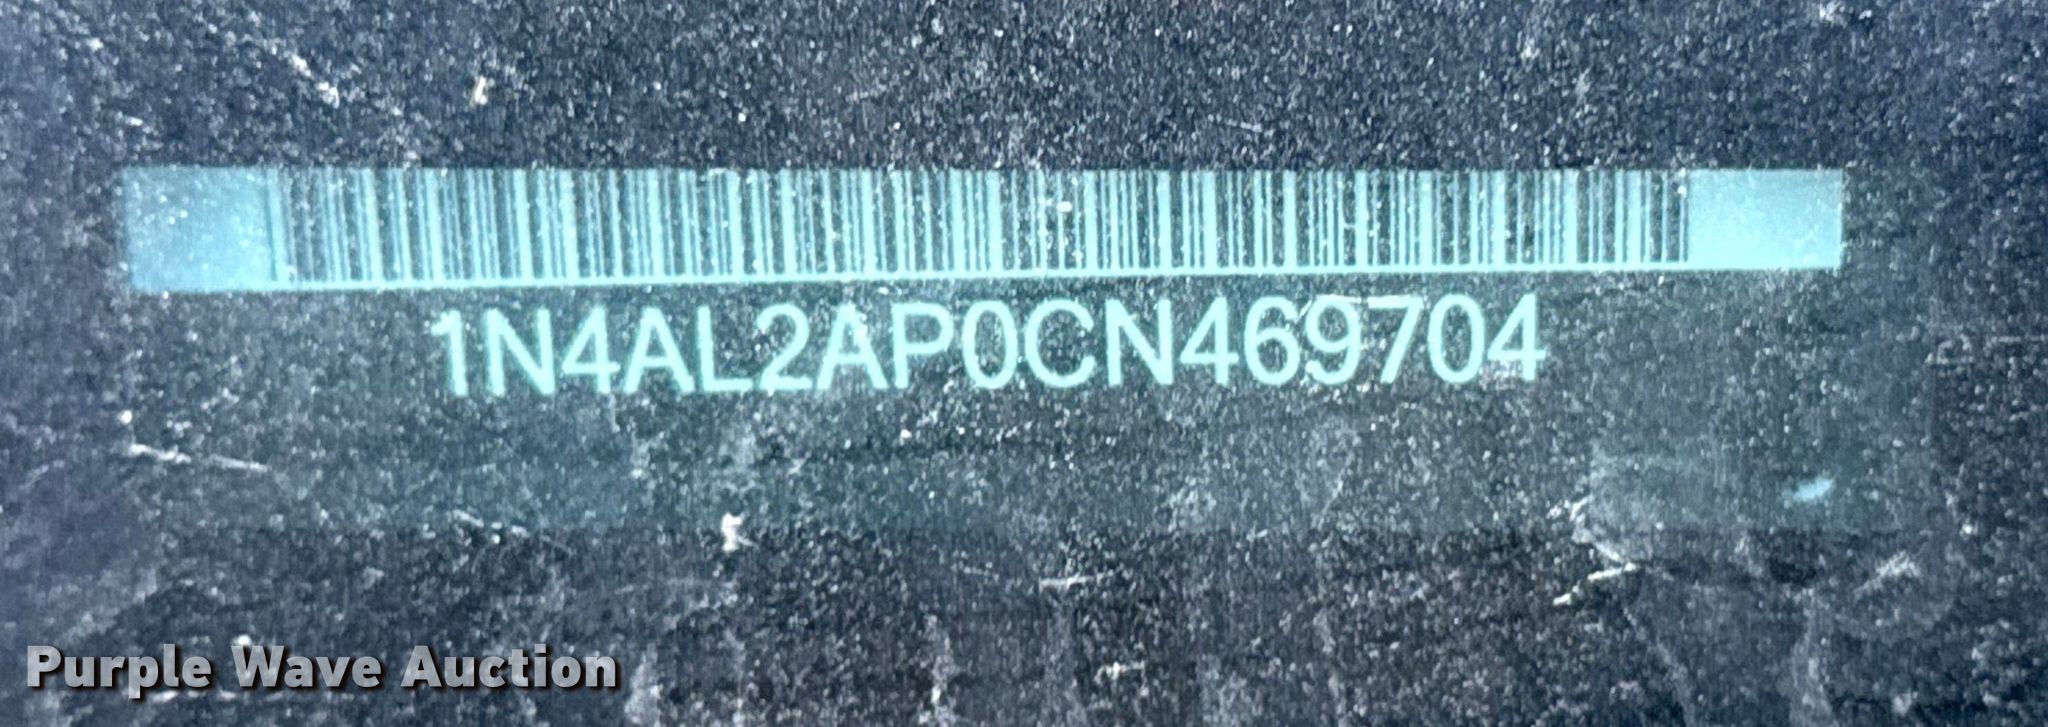 1N4AL2AP0CN469704
Purple Wave Auction